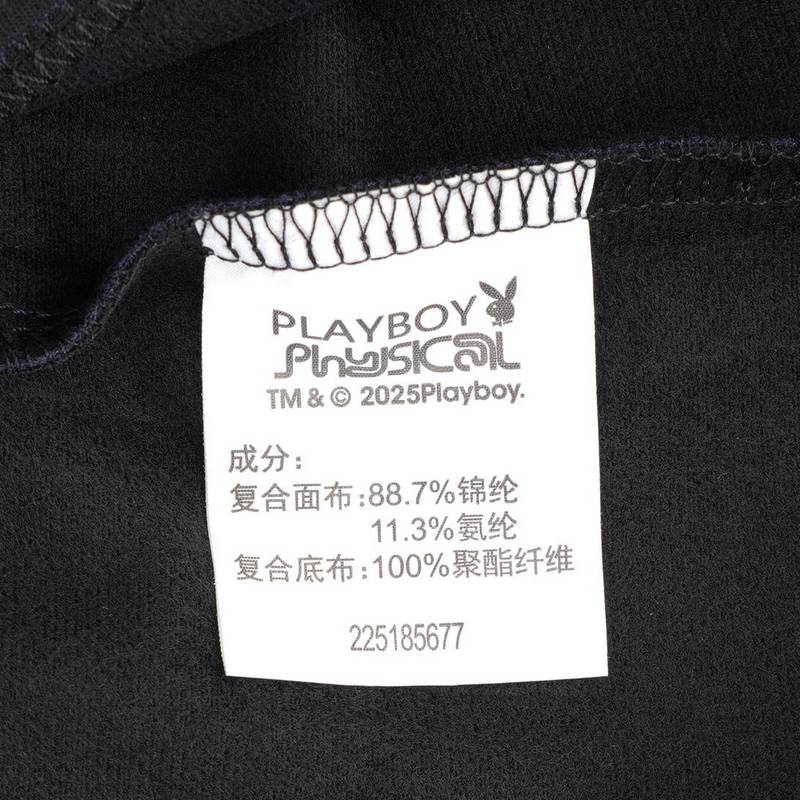 PLAYBOY
Physical
TM & © 2025Playboy.
成分:
复合面布:88.7%锦纶
11.3%氨纶
复合底布:100%聚酯纤维
225185677